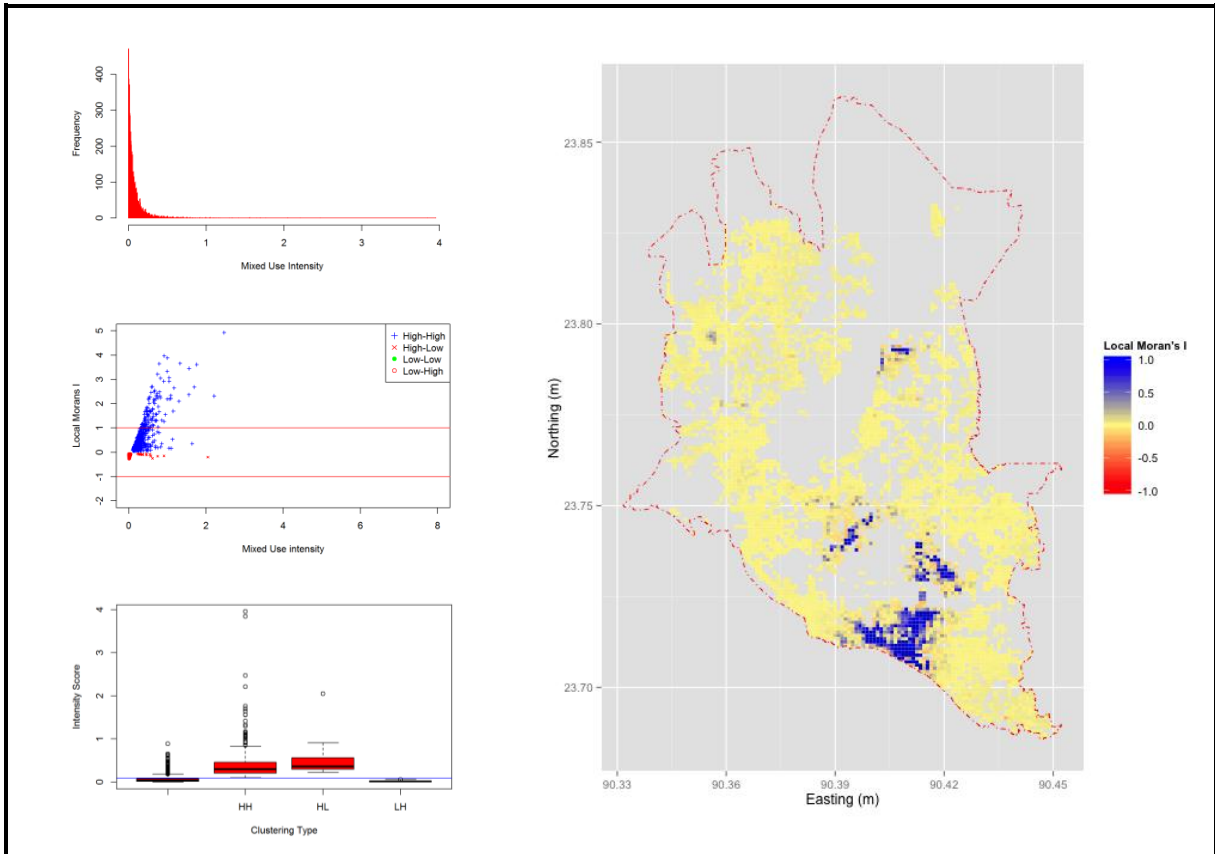 Frequency
400
300
200
100
0
0 1 2 3 4
Mixed Use Intensity
Local Morans I
5
4
3
2
1
0
-1
-2
High-High
High-Low
Low-Low
Low-High
0 2 4 6 8
Mixed Use intensity
Intensity Score
4
3
2
1
0
HH HL LH
Clustering Type
Northing (m)
23.85
23.80
23.75
23.70
90.33 90.36 90.39 90.42 90.45
Easting (m)
Local Moran's I
1.0
0.5
0.0
-0.5
-1.0